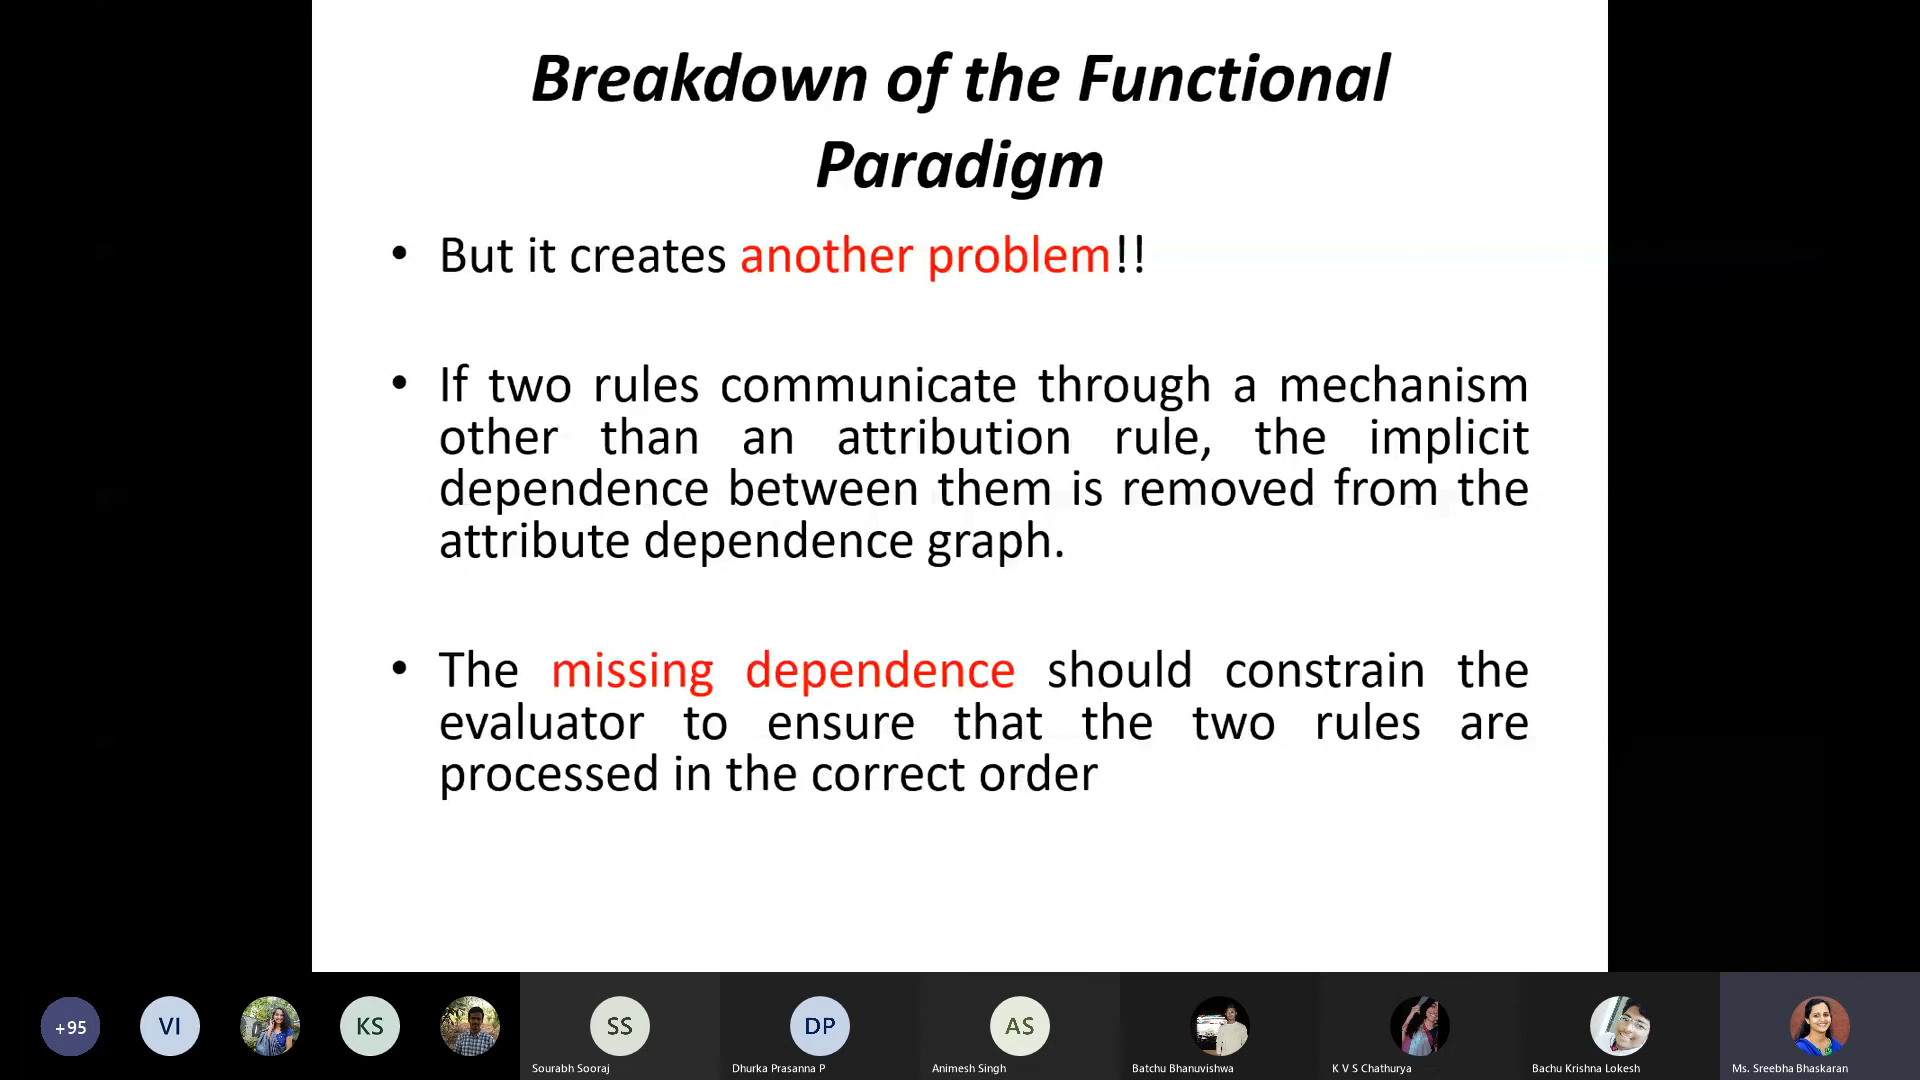 Breakdown of the Functional
Paradigm
• But it creates another problem!!
• If two rules communicate through a mechanism
other than an attribution rule, the implicit
dependence between them is removed from the
attribute dependence graph.
• The missing dependence should constrain the
evaluator to ensure that the two rules are
processed in the correct order
+95
VI
KS
SS
DP
AS
Sourabh Sooraj
Dhurka Prasanna P
Animesh Singh
Batchu Bhanuvishwa
K V S Chathurya
Bachu Krishna Lokesh
Ms. Sreebha Bhaskaran